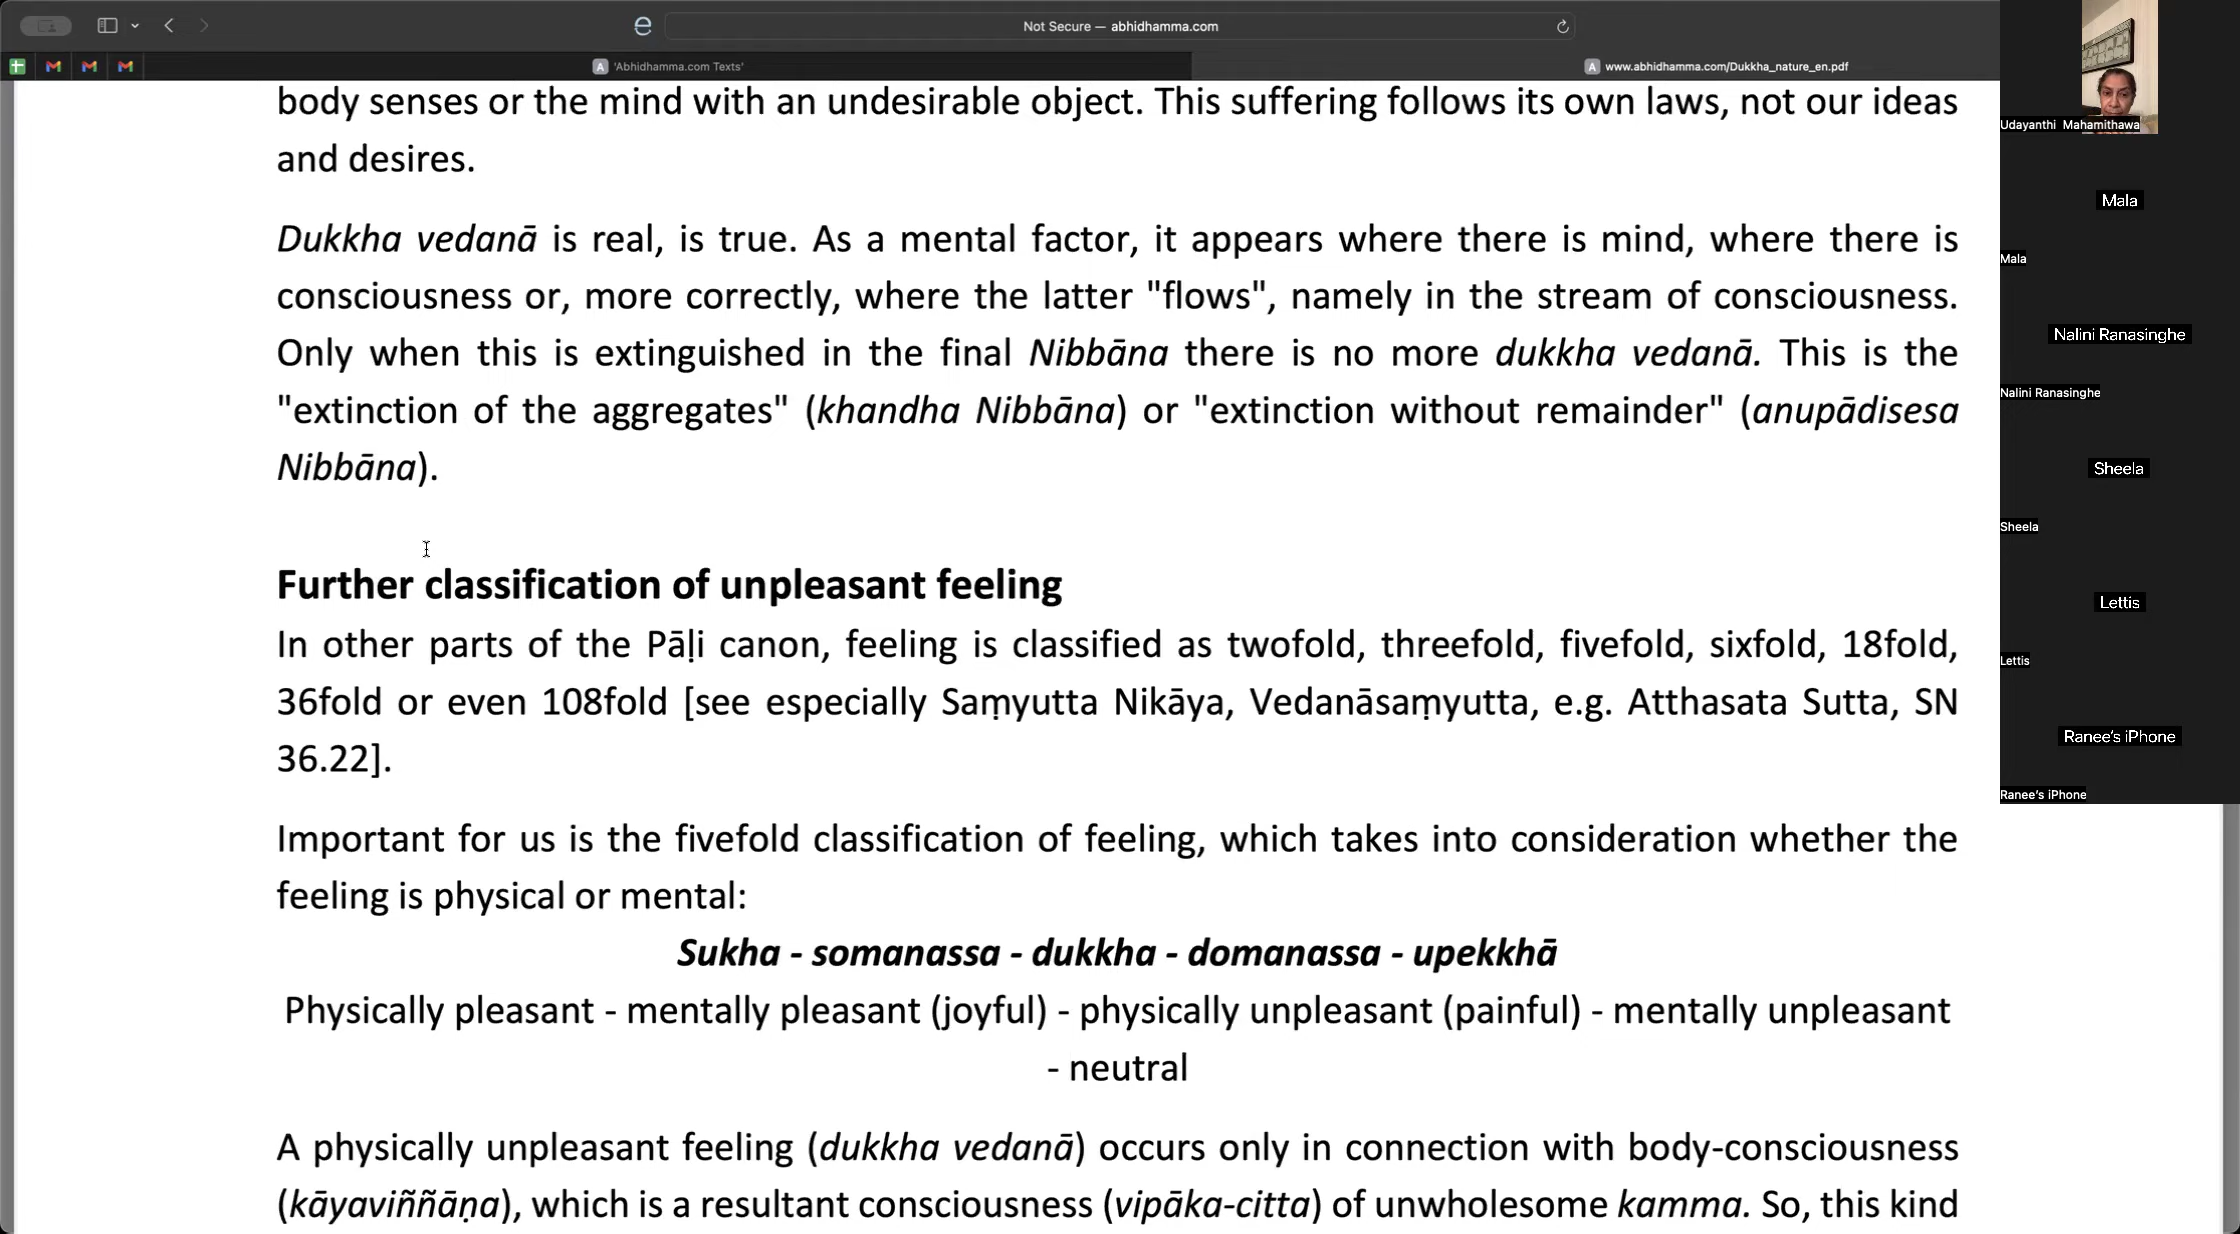 Not Secure — abhidhamma.com
'Abhidhamma.com Texts'
www.abhidhamma.com/Dukkha_nature_en.pdf
body senses or the mind with an undesirable object. This suffering follows its own laws, not our ideas
and desires.
Dukkha vedanā is real, is true. As a mental factor, it appears where there is mind, where there is
consciousness or, more correctly, where the latter "flows", namely in the stream of consciousness.
Only when this is extinguished in the final Nibbāna there is no more dukkha vedanā. This is the
"extinction of the aggregates" (khandha Nibbāna) or "extinction without remainder" (anupādisesa
Nibbāna).
Further classification of unpleasant feeling
In other parts of the Pāḷi canon, feeling is classified as twofold, threefold, fivefold, sixfold, 18fold,
36fold or even 108fold [see especially Saṃyutta Nikāya, Vedanāsaṃyutta, e.g. Atthasata Sutta, SN
36.22].
Important for us is the fivefold classification of feeling, which takes into consideration whether the
feeling is physical or mental:
Sukha - somanassa - dukkha - domanassa - upekkhā
Physically pleasant - mentally pleasant (joyful) - physically unpleasant (painful) - mentally unpleasant
- neutral
A physically unpleasant feeling (dukkha vedanā) occurs only in connection with body-consciousness
(kāyaviññāṇa), which is a resultant consciousness (vipāka-citta) of unwholesome kamma. So, this kind
Udayanthi Mahamithawa
Mala
Mala
Nalini Ranasinghe
Nalini Ranasinghe
Sheela
Sheela
Lettis
Lettis
Ranee's iPhone
Ranee's iPhone